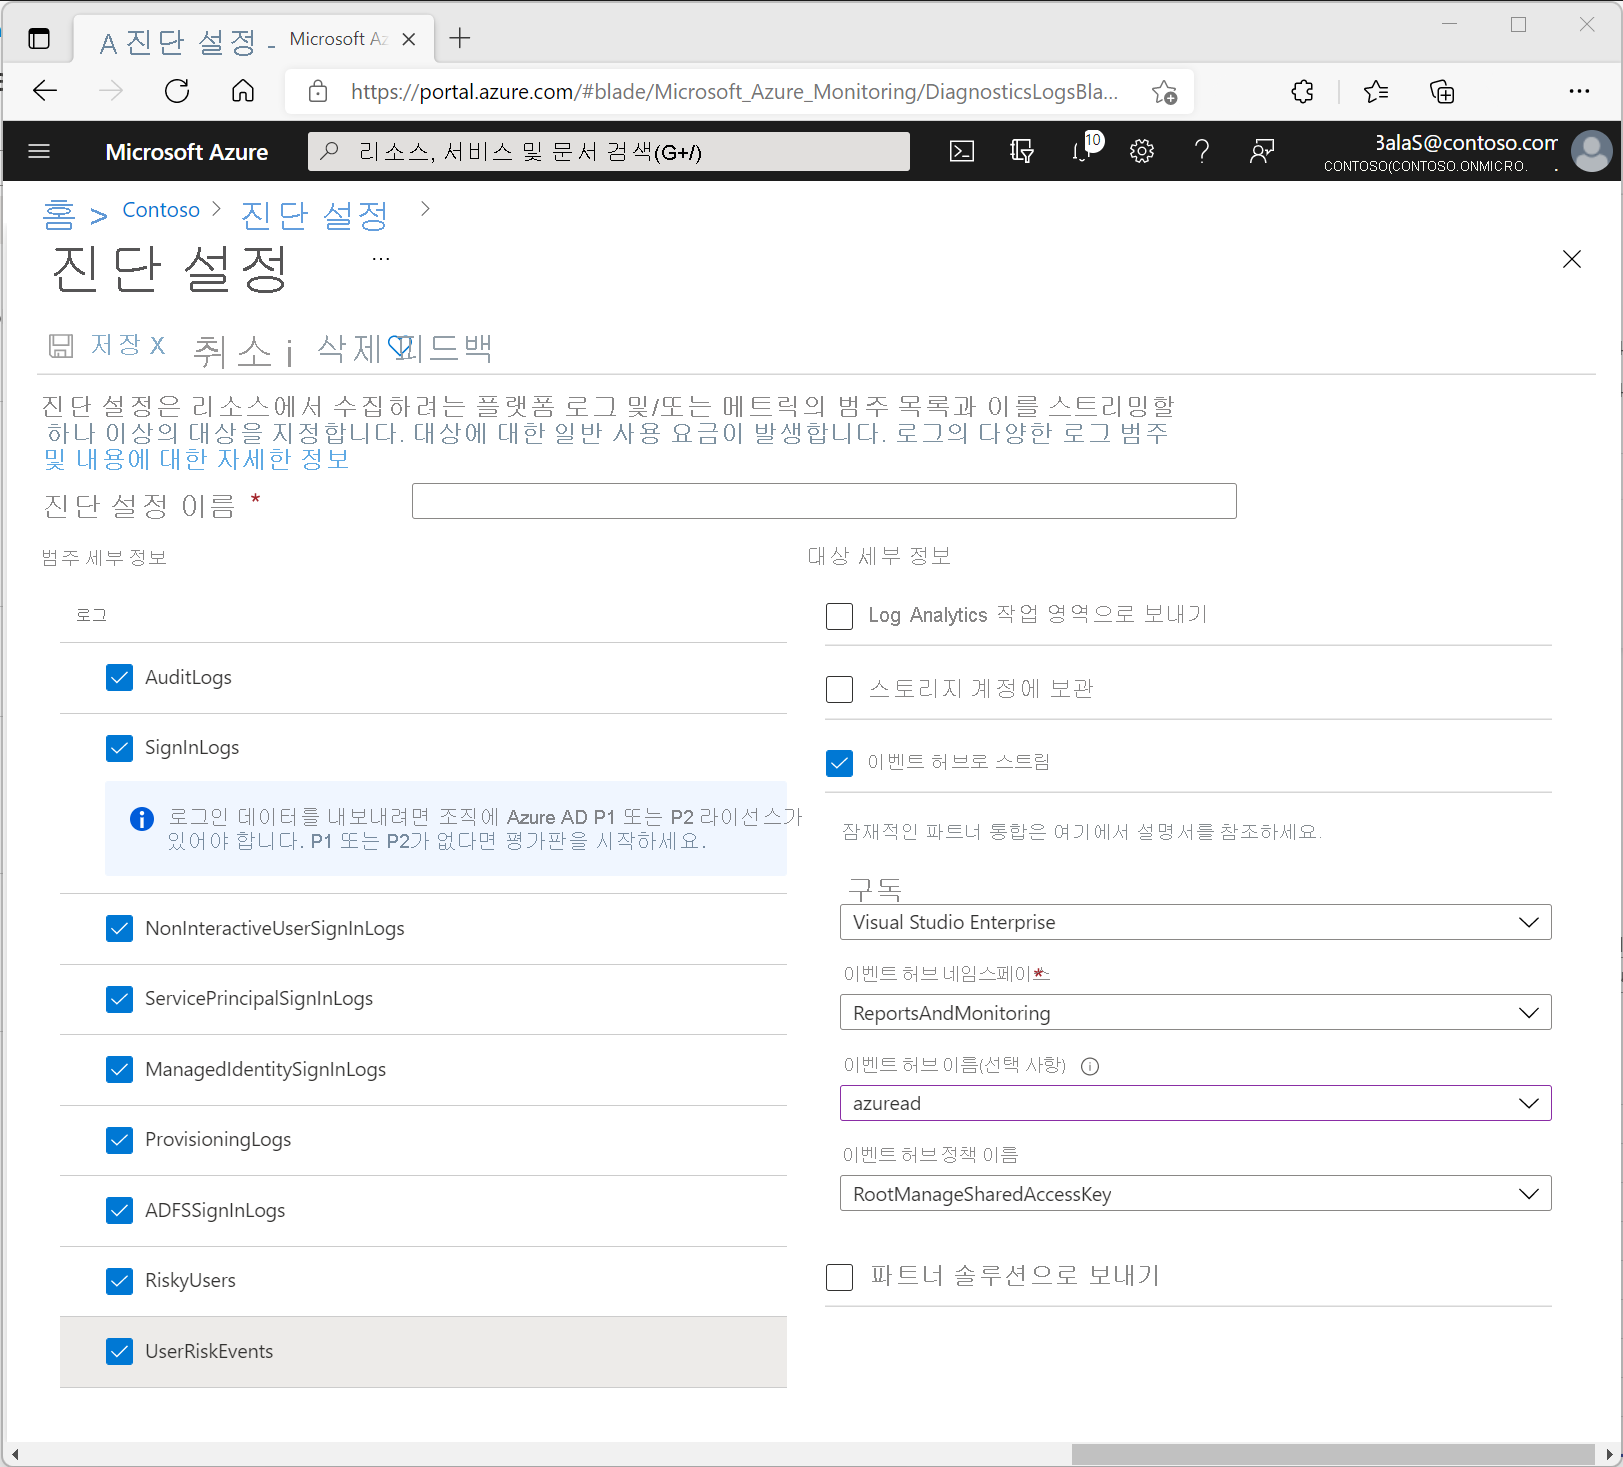 A 진단 설정 - Microsoft Az
https://portal.azure.com/#blade/Microsoft_Azure_Monitoring/DiagnosticsLogsBla...
Microsoft Azure
리소스, 서비스 및 문서 검색(G+/)
10
BalaS@contoso.com
CONTOSO(CONTOSO.ONMICRO. .
홈 > Contoso > 진단 설정 >
진단 설정 ...
저장 X 취소 i 삭제 피드백
진단 설정은 리소스에서 수집하려는 플랫폼 로그 및/또는 메트릭의 범주 목록과 이를 스트리밍할
하나 이상의 대상을 지정합니다. 대상에 대한 일반 사용 요금이 발생합니다. 로그의 다양한 로그 범주
및 내용에 대한 자세한 정보
진단 설정 이름 *
범주 세부 정보
로그
AuditLogs
SignInLogs
로그인 데이터를 내보내려면 조직에 Azure AD P1 또는 P2 라이선스가
있어야 합니다. P1 또는 P2가 없다면 평가판을 시작하세요.
NonInteractiveUserSignInLogs
ServicePrincipalSignInLogs
ManagedIdentitySignInLogs
ProvisioningLogs
ADFSSignInLogs
RiskyUsers
UserRiskEvents
대상 세부 정보
Log Analytics 작업 영역으로 보내기
스토리지 계정에 보관
이벤트 허브로 스트림
잠재적인 파트너 통합은 여기에서 설명서를 참조하세요.
구독
Visual Studio Enterprise
이벤트 허브 네임스페이스 *
ReportsAndMonitoring
이벤트 허브 이름(선택 사항)
azuread
이벤트 허브 정책 이름
RootManageSharedAccessKey
파트너 솔루션으로 보내기